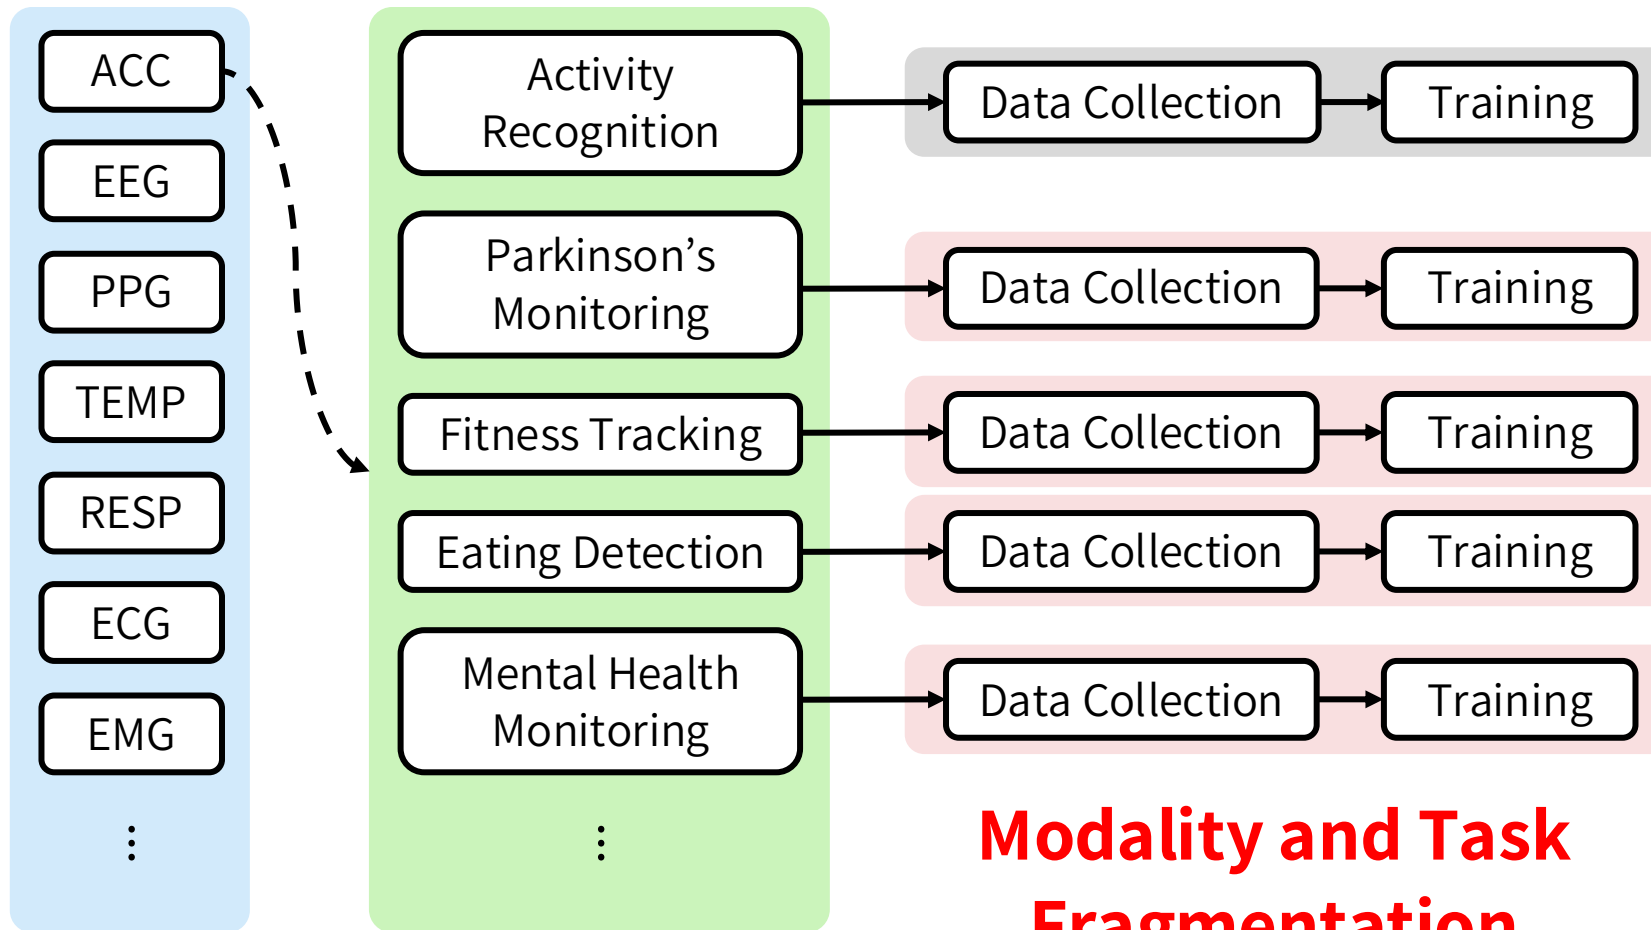 ACC
EEG
PPG
TEMP
RESP
ECG
EMG
⋮
Activity
Recognition
Parkinson’s
Monitoring
Fitness Tracking
Eating Detection
Mental Health
Monitoring
⋮
Data Collection
Training
Data Collection
Training
Data Collection
Training
Data Collection
Training
Data Collection
Training
Modality and Task
Fragmentation